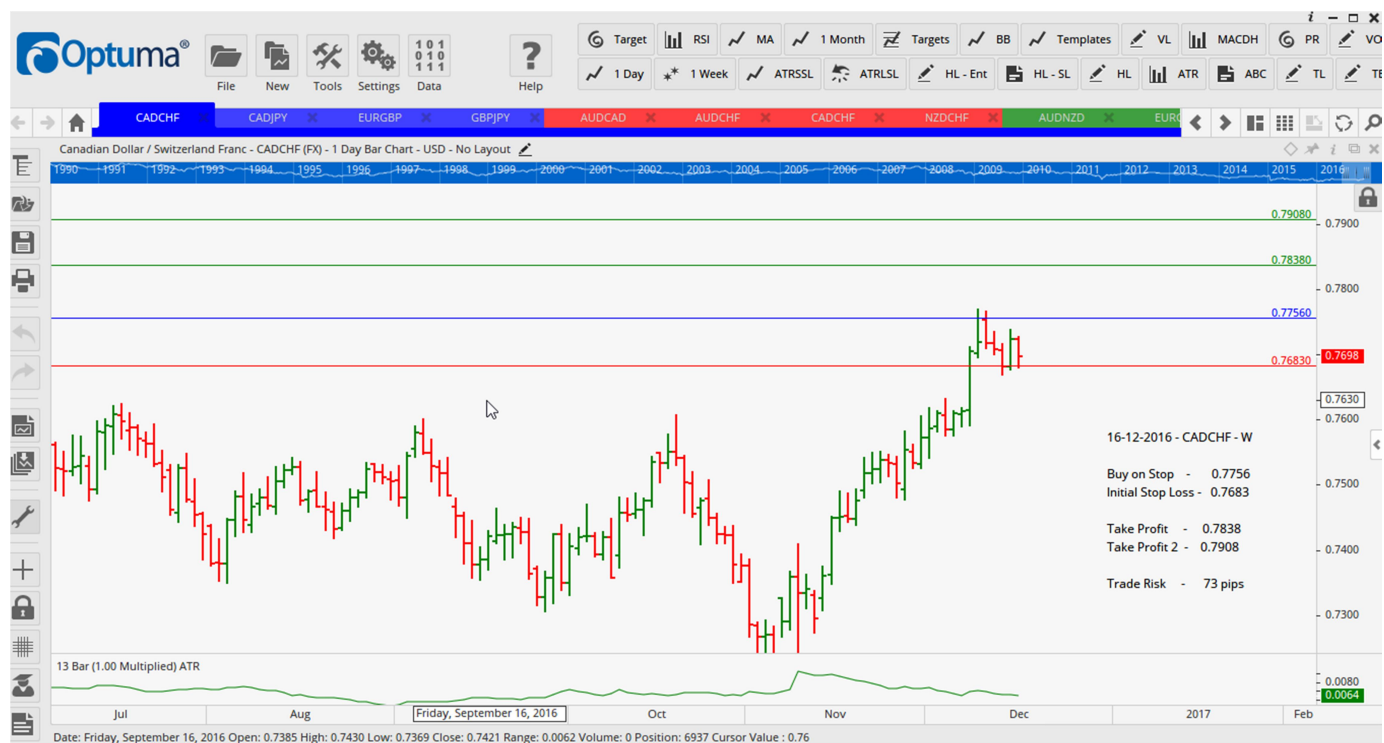 i
Optuma®
File
New
Tools
Settings
101
010
111
Data
?
Help
Target RSI MA 1 Month Targets BB Templates VL MACDH PR VO
1 Day 1 Week ATRSSL ATRLSL HL - Ent HL - SL HL ATR ABC TL TE
CADCHF CADJPY EURGBP GBPJPY AUDCAD AUDCHF CADCHF NZDCHF AUDNZD EURC
Canadian Dollar / Switzerland Franc - CADCHF (FX) - 1 Day Bar Chart - USD - No Layout
1990 1991 1992 1993 1994 1995 1996 1997 1998 1999 2000 2001 2002 2003 2004 2005 2006 2007 2008 2009 2010 2011 2012 2013 2014 2015 2016
0.79080
0.7900
0.78380
0.7800
0.77560
0.76830
0.7698
0.7630
0.7600
16-12-2016 - CADCHF - W
Buy on Stop - 0.7756
0.7500
Initial Stop Loss - 0.7683
Take Profit - 0.7838
Take Profit 2 - 0.7908
0.7400
Trade Risk - 73 pips
0.7300
13 Bar (1.00 Multiplied) ATR
0.0080
0.0064
Jul Aug Friday, September 16, 2016 Oct Nov Dec 2017 Feb
Date: Friday, September 16, 2016 Open: 0.7385 High: 0.7430 Low: 0.7369 Close: 0.7421 Range: 0.0062 Volume: 0 Position: 6937 Cursor Value : 0.76